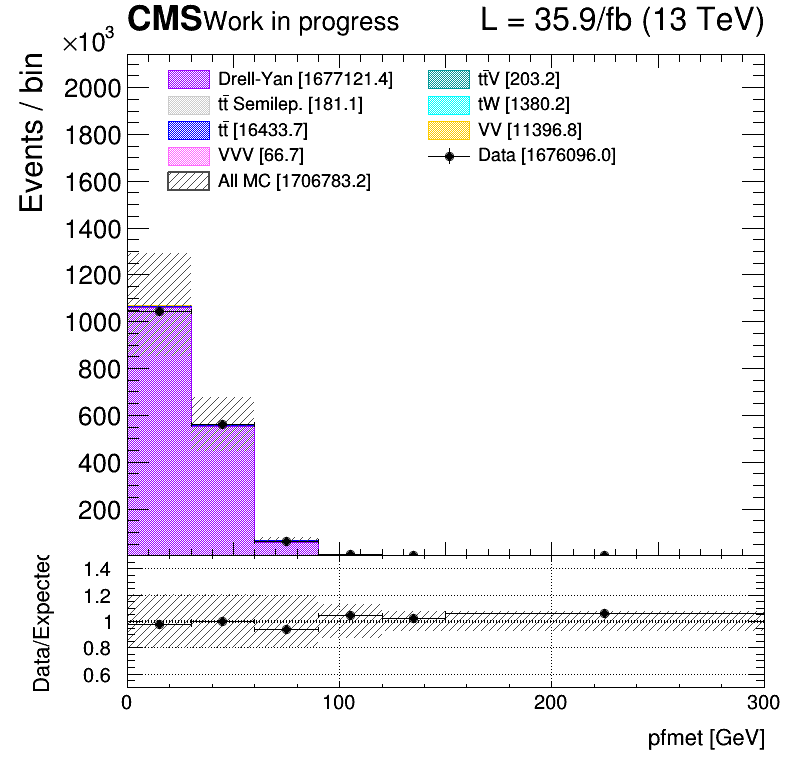 CMS Work in progress L = 35.9/fb (13 TeV)
×10³
Events / bin
Drell-Yan [1677121.4]
tt̄V [203.2]
tt̄ Semilep. [181.1]
tW [1380.2]
tt̄ [16433.7]
VV [11396.8]
VVV [66.7]
Data [1676096.0]
All MC [1706783.2]
2000
1800
1600
1400
1200
1000
800
600
400
200
Data/Expected
1.4
1.2
1
0.8
0.6
0 100 200 300
pfmet [GeV]